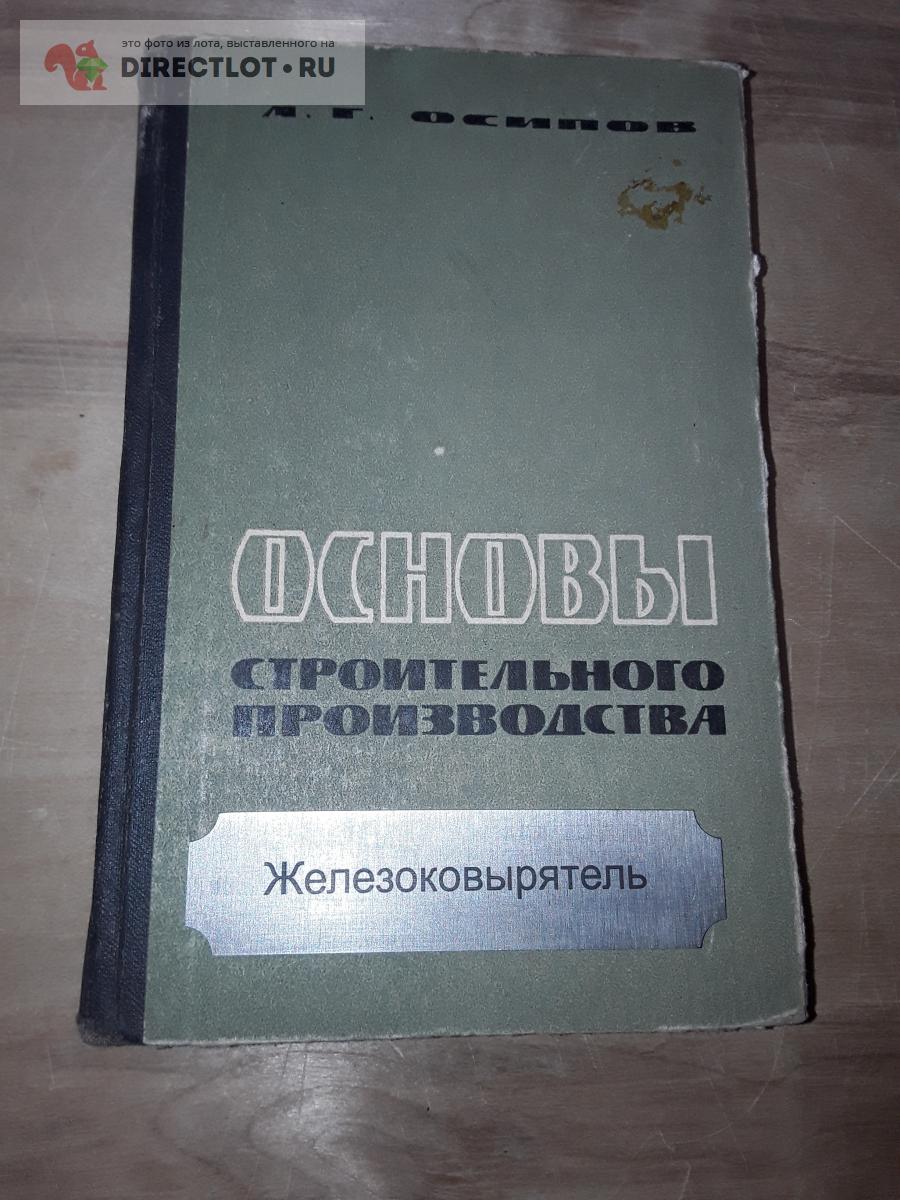 это фото из лота, выставленного на
DIRECTLOT.RU
Л. Г. ОСИПОВ
ОСНОВЫ
СТРОИТЕЛЬНОГО
ПРОИЗВОДСТВА
Железоковырятель